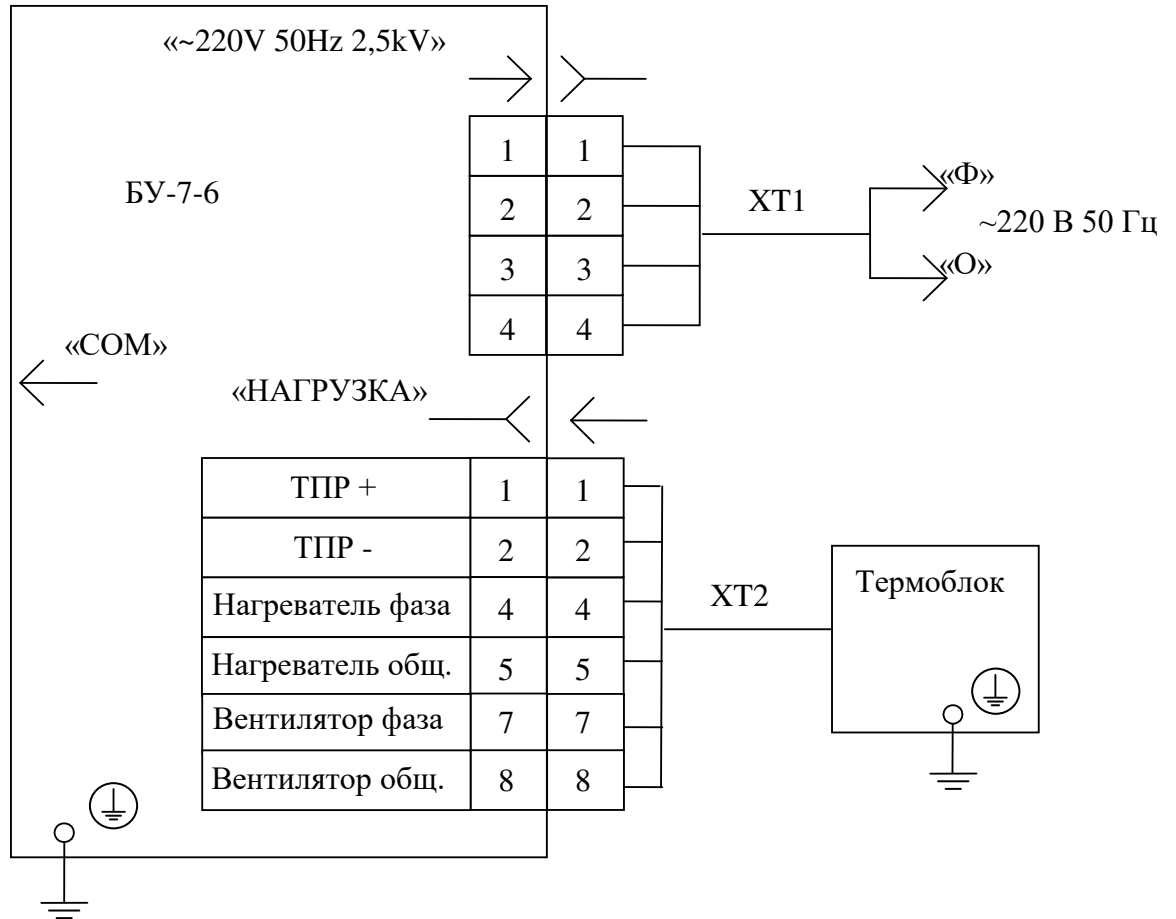 «~220V 50Hz 2,5kV»
БУ-7-6
1 1
2 2
3 3
4 4
ХТ1
«Ф»
~220 В 50 Гц
«О»
«COM»
«НАГРУЗКА»
ТПР + 1 1
ТПР - 2 2
Нагреватель фаза 4 4
Нагреватель общ. 5 5
Вентилятор фаза 7 7
Вентилятор общ. 8 8
ХТ2
Термоблок